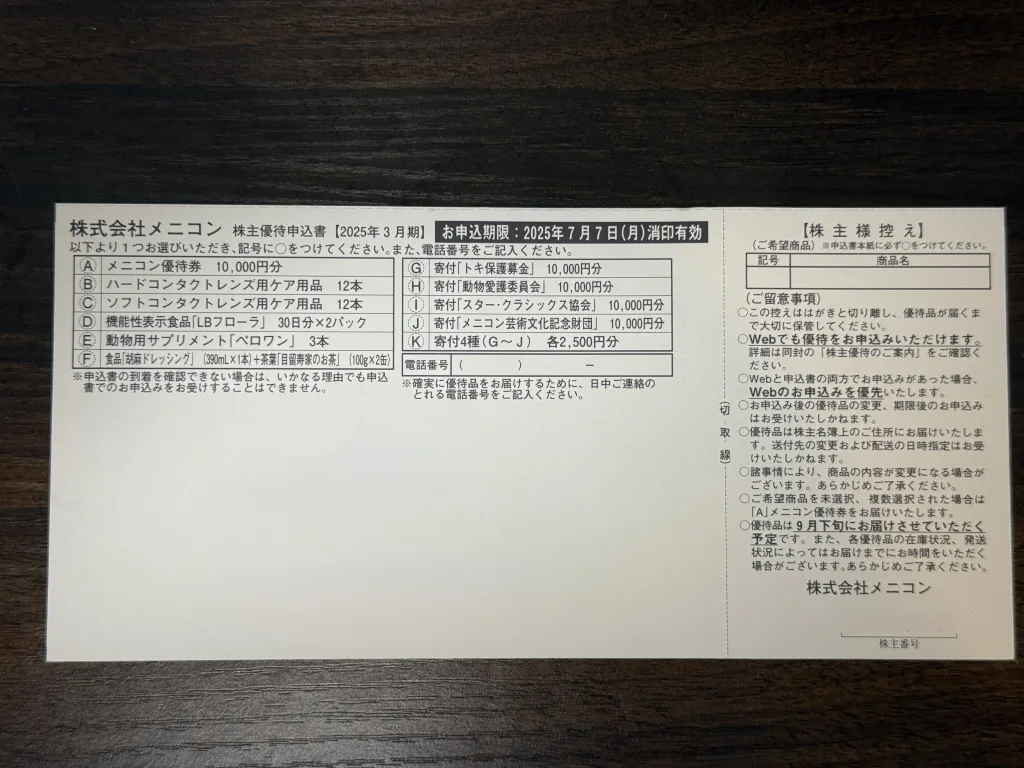 株式会社メニコン 株主優待申込書【2025年3月期】 お申込期限:2025年7月7日(月)消印有効
以下より1つお選びいただき、記号に○をつけてください。また、電話番号をご記入ください。
Ⓐ メニコン優待券 10,000円分
Ⓑ ハードコンタクトレンズ用ケア用品 12本
Ⓒ ソフトコンタクトレンズ用ケア用品 12本
Ⓓ 機能性表示食品「LBフローラ」 30日分×2パック
Ⓔ 動物用サプリメント「ベロワン」 3本
Ⓕ 食品「胡麻ドレッシング」(390mL×1本)+茶葉「目留寿家のお茶」(100g×2缶)
※申込書の到着を確認できない場合は、いかなる理由でも申込
書でのお申込みをお受けすることはできません。
Ⓖ 寄付「トキ保護募金」 10,000円分
Ⓗ 寄付「動物愛護委員会」 10,000円分
Ⓘ 寄付「スター・クラシックス協会」 10,000円分
Ⓙ 寄付「メニコン芸術文化記念財団」 10,000円分
Ⓚ 寄付4種(G〜J) 各2,500円分
電話番号 ( ) −
※確実に優待品をお届けするために、日中ご連絡の
とれる電話番号をご記入ください。
(切取線)
【株主様控え】
(ご希望商品) ※申込書本紙に必ず○をつけてください。
記号 商品名
(ご留意事項)
○この控えははがきと切り離し、優待品が届くま
で大切に保管してください。
○Webでも優待をお申込みいただけます。
詳細は同封の「株主優待のご案内」をご確認く
ださい。
○Webと申込書の両方でお申込みがあった場合、
Webのお申込みを優先いたします。
○お申込み後の優待品の変更、期限後のお申込み
はお受けいたしかねます。
○優待品は株主名簿上のご住所にお届けいたしま
す。送付先の変更および配送の日時指定はお受
けいたしかねます。
○諸事情により、商品の内容が変更になる場合が
ございます。あらかじめご了承ください。
○ご希望商品を未選択、複数選択された場合は
「A」メニコン優待券をお届けいたします。
○優待品は9月下旬にお届けさせていただく
予定です。また、各優待品の在庫状況、発送
状況によってはお届けまでにお時間をいただく
場合がございます。あらかじめご了承ください。
株式会社メニコン
株主番号